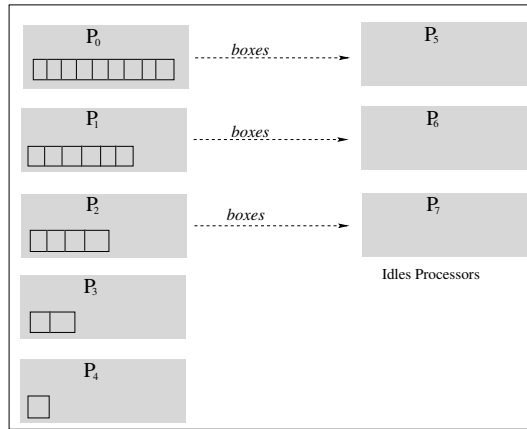 P0 boxes P5
P1 boxes P6
P2 boxes P7
Idles Processors
P3
P4